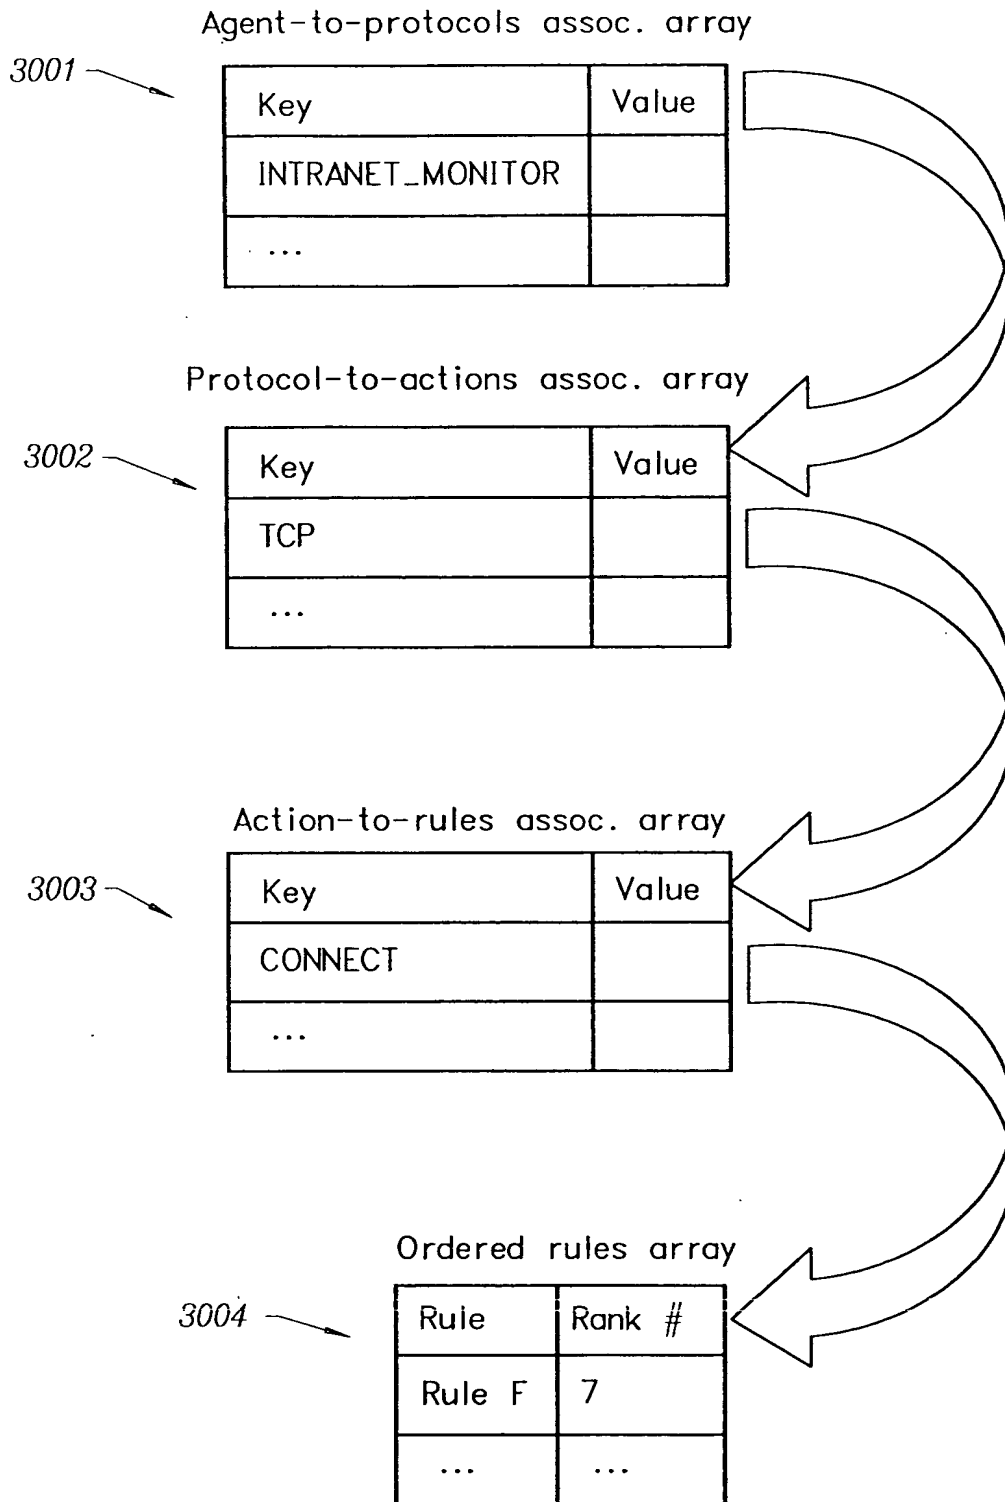 Agent-to-protocols assoc. array
3001
Key Value
INTRANET_MONITOR
...
Protocol-to-actions assoc. array
3002
Key Value
TCP
...
Action-to-rules assoc. array
3003
Key Value
CONNECT
...
Ordered rules array
3004
Rule Rank #
Rule F 7
... ...